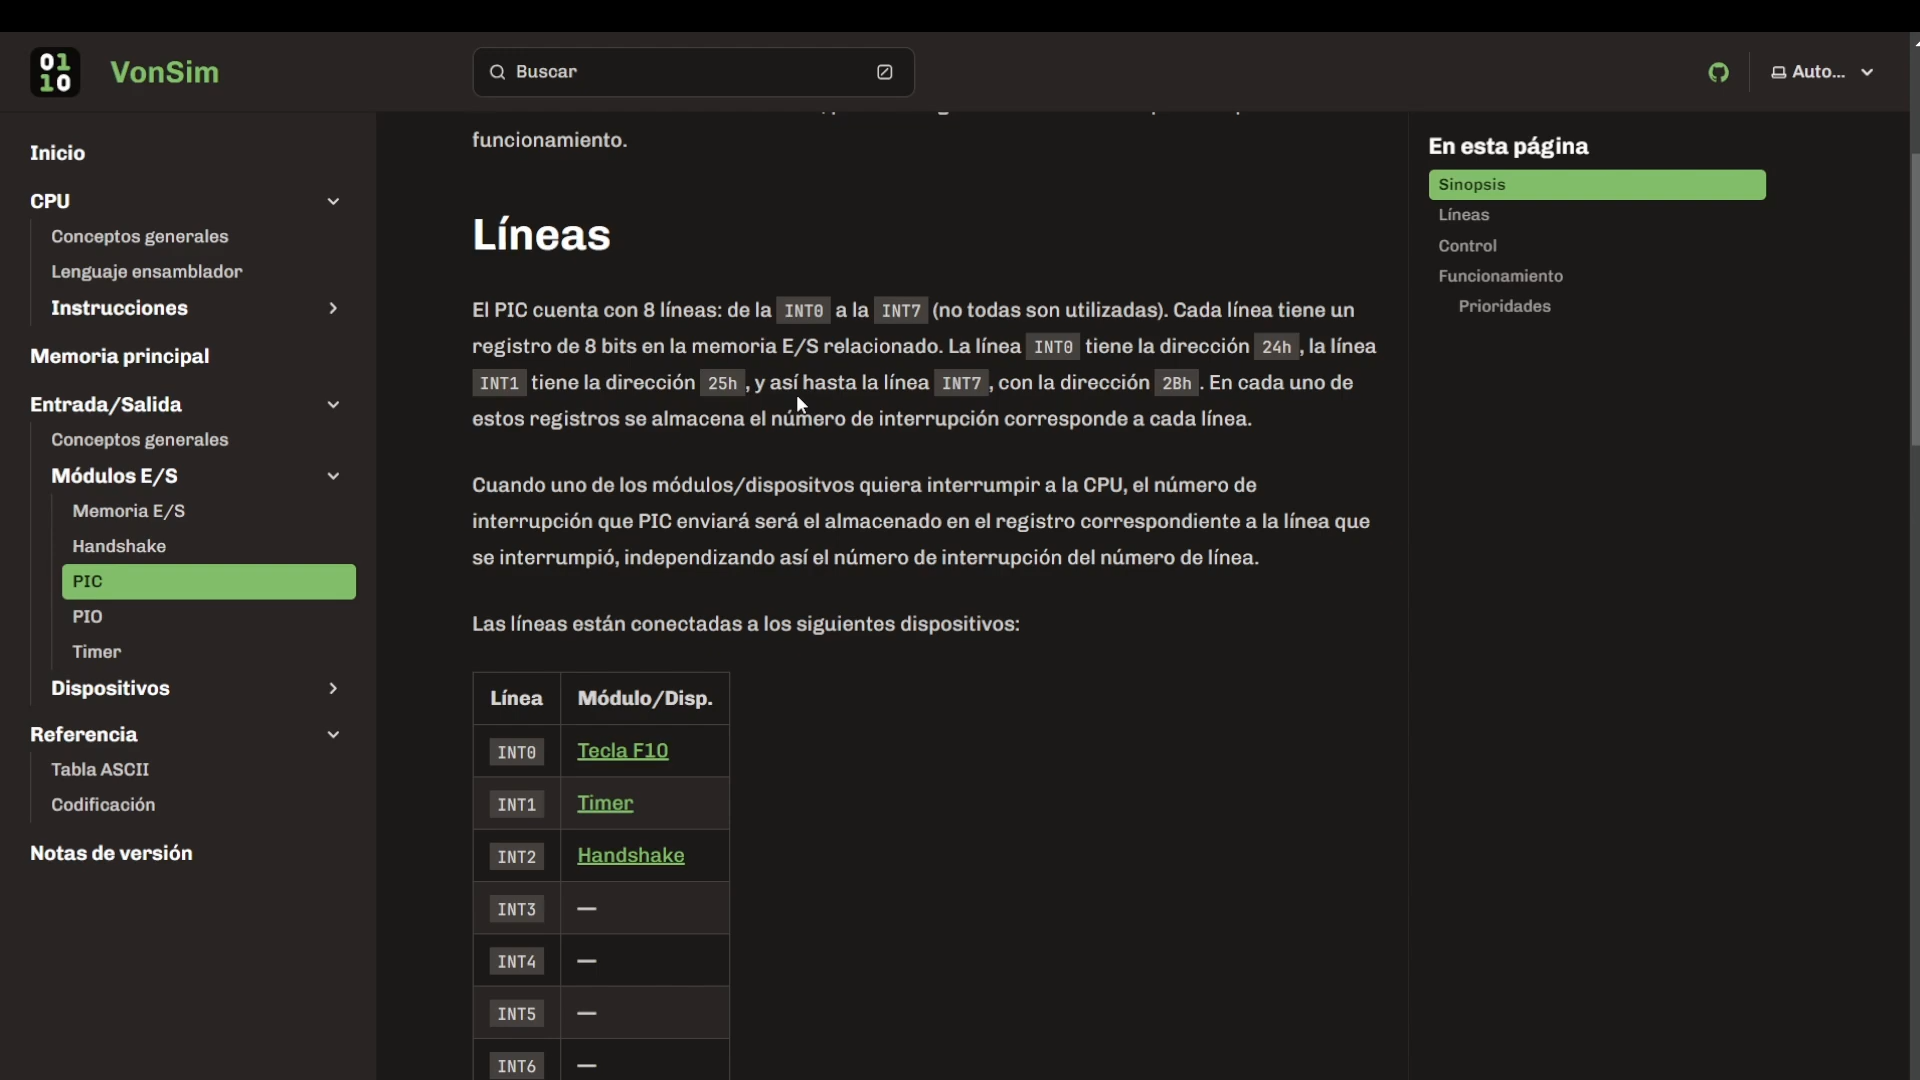 01
10
VonSim
Buscar
Auto...
Inicio
CPU
Conceptos generales
Lenguaje ensamblador
Instrucciones
Memoria principal
Entrada/Salida
Conceptos generales
Módulos E/S
Memoria E/S
Handshake
PIC
PIO
Timer
Dispositivos
Referencia
Tabla ASCII
Codificación
Notas de versión
funcionamiento.
Líneas
El PIC cuenta con 8 líneas: de la INT0 a la INT7 (no todas son utilizadas). Cada línea tiene un
registro de 8 bits en la memoria E/S relacionado. La línea INT0 tiene la dirección 24h, la línea
INT1 tiene la dirección 25h, y así hasta la línea INT7, con la dirección 2Bh. En cada uno de
estos registros se almacena el número de interrupción corresponde a cada línea.
Cuando uno de los módulos/dispositvos quiera interrumpir a la CPU, el número de
interrupción que PIC enviará será el almacenado en el registro correspondiente a la línea que
se interrumpió, independizando así el número de interrupción del número de línea.
Las líneas están conectadas a los siguientes dispositivos:
Línea Módulo/Disp.
INT0 Tecla F10
INT1 Timer
INT2 Handshake
INT3 —
INT4 —
INT5 —
INT6 —
En esta página
Sinopsis
Líneas
Control
Funcionamiento
Prioridades